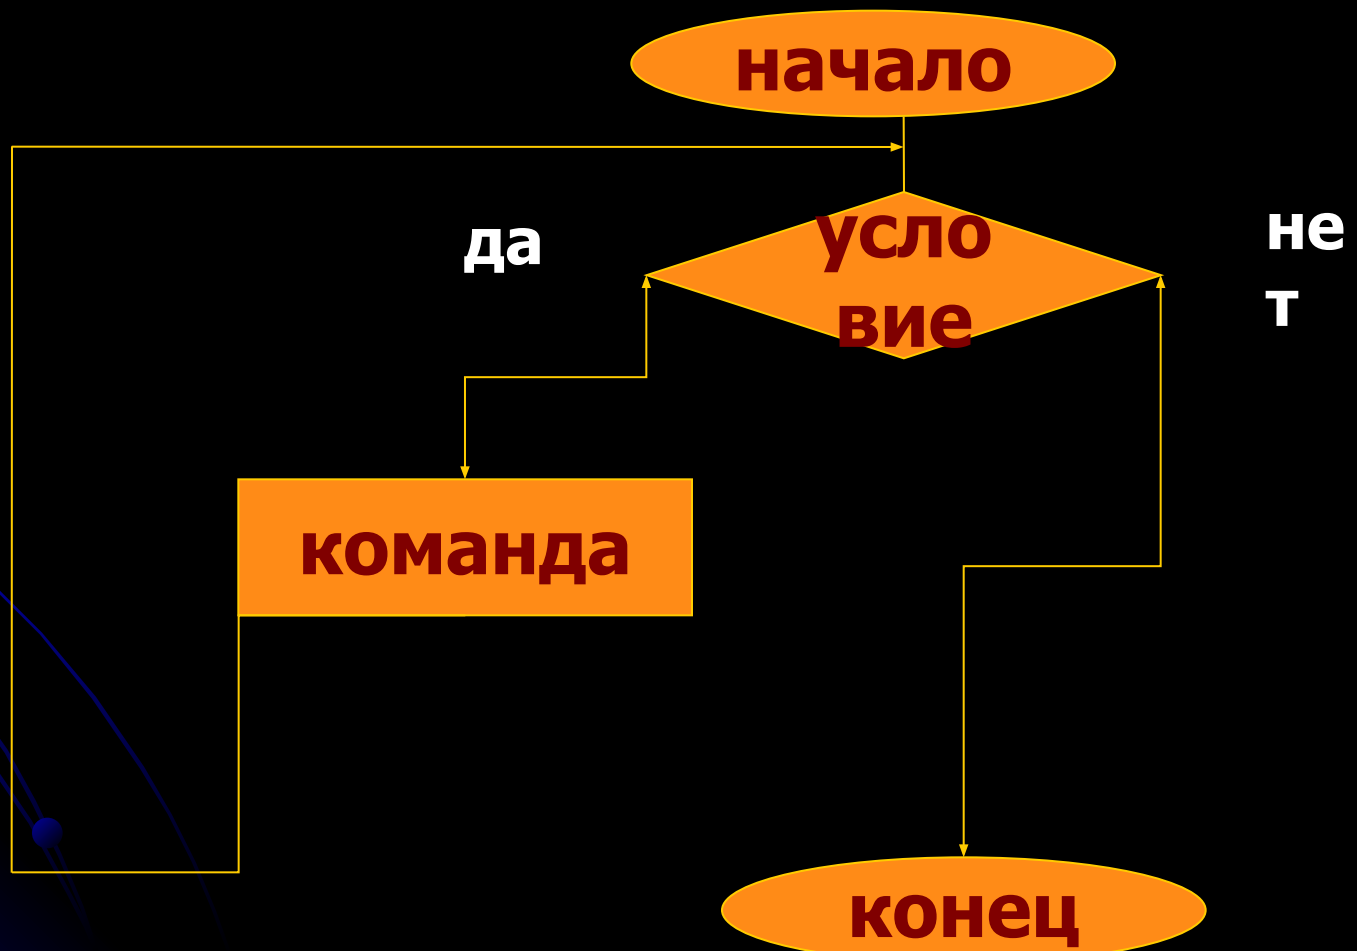 начало
да
усло
вие
не
т
команда
конец